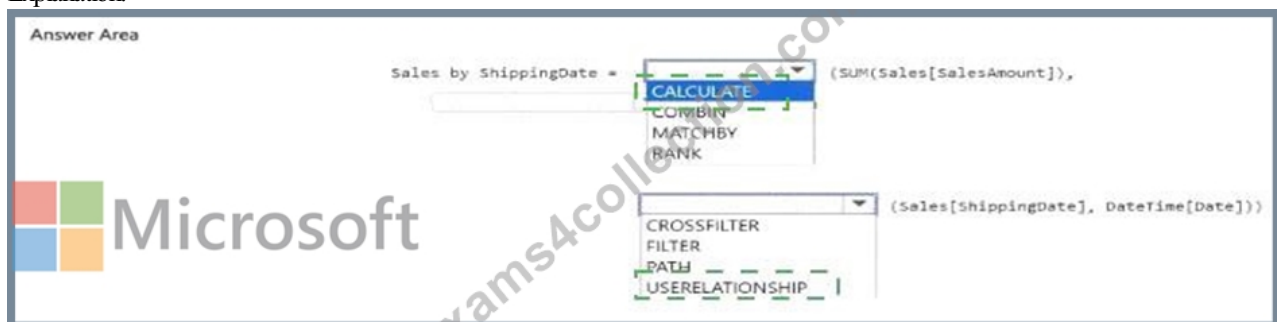 Answer Area
Sales by ShippingDate = (SUM(Sales[SalesAmount]),
CALCULATE
COMBIN
MATCHBY
RANK
Microsoft
(Sales[ShippingDate], DateTime[Date]))
CROSSFILTER
FILTER
PATH
USERELATIONSHIP